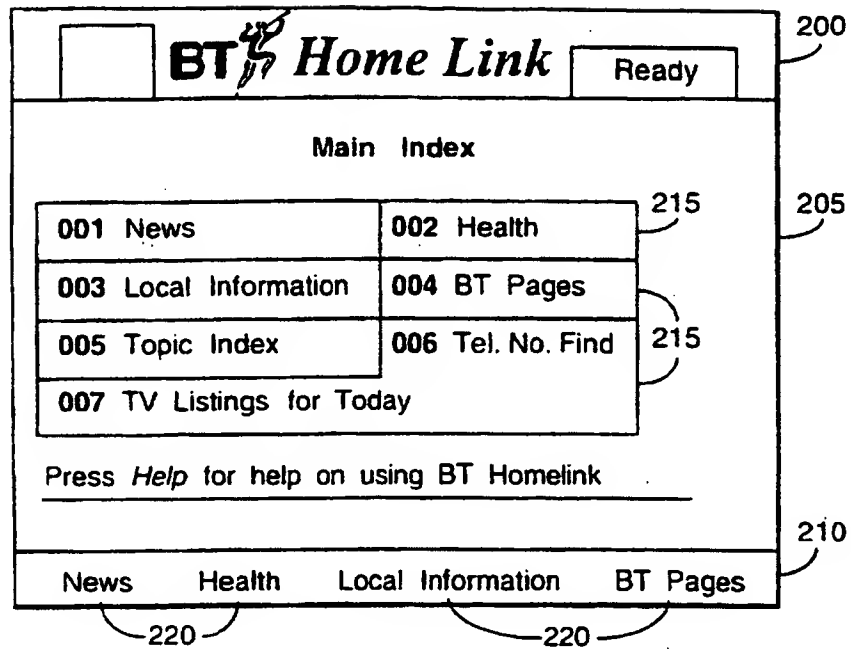 200
BT Home Link Ready
Main Index
215
205
001 News 002 Health
003 Local Information 004 BT Pages
005 Topic Index 006 Tel. No. Find 215
007 TV Listings for Today
Press Help for help on using BT Homelink
210
News Health Local Information BT Pages
220 220